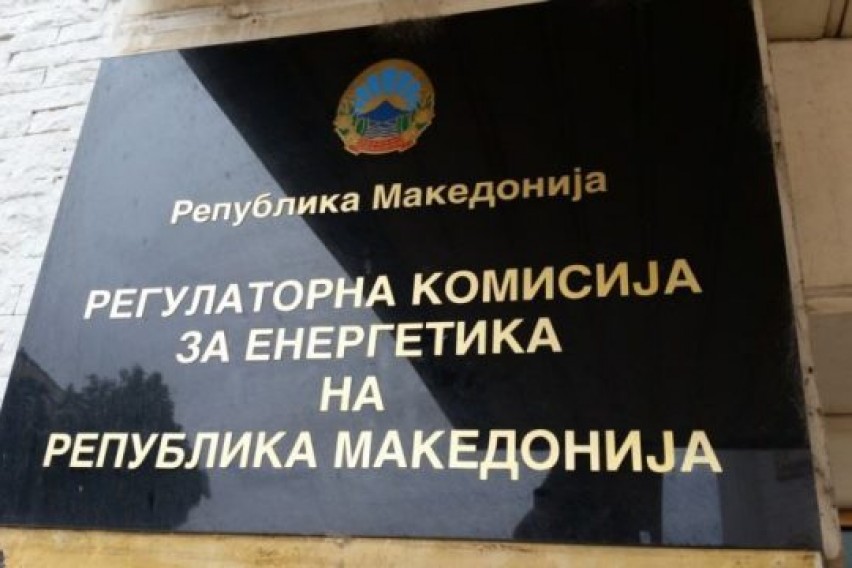 Република Македонија
РЕГУЛАТОРНА КОМИСИЈА
ЗА ЕНЕРГЕТИКА
НА
РЕПУБЛИКА МАКЕДОНИЈА